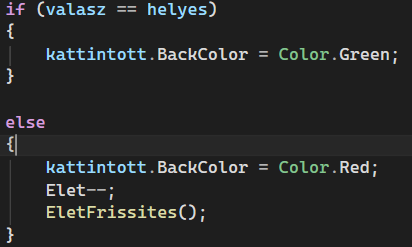 if (valasz == helyes)
{
    kattintott.BackColor = Color.Green;
}

else
{
    kattintott.BackColor = Color.Red;
    Elet--;
    EletFrissites();
}